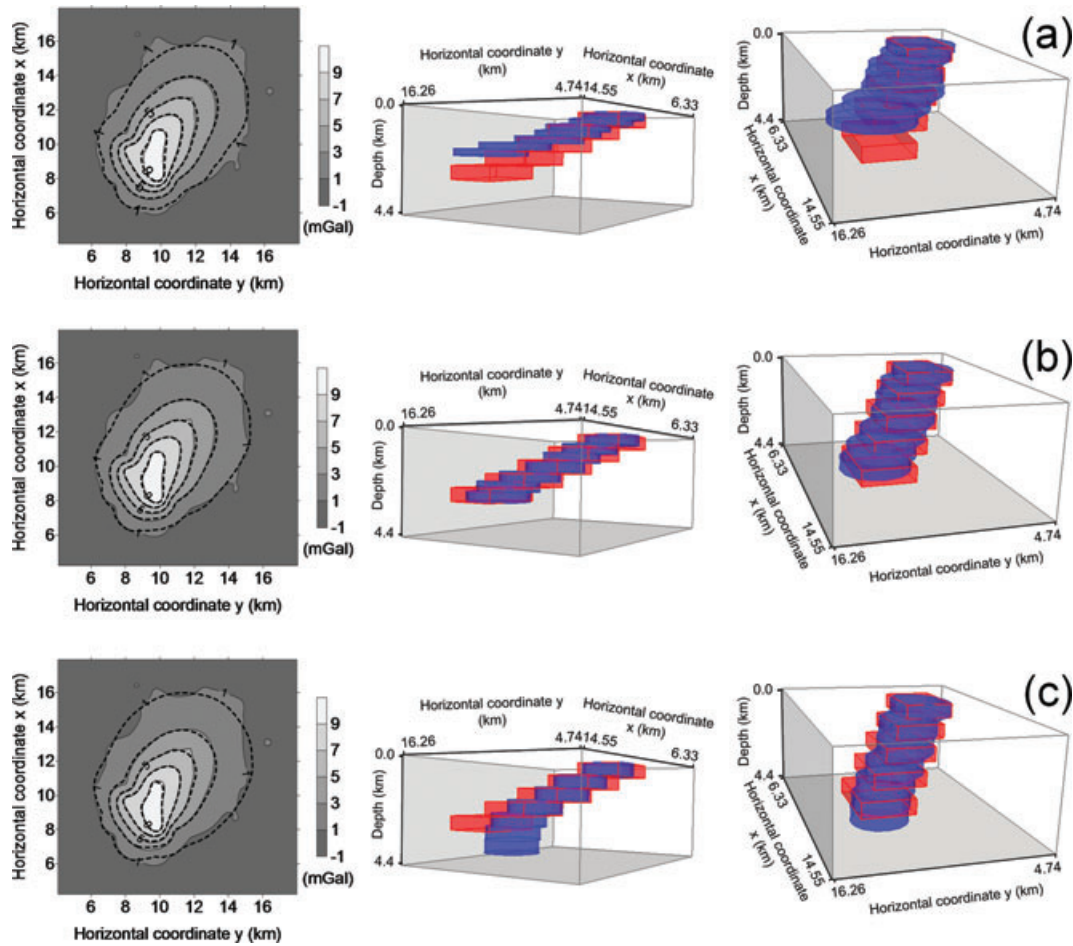 (a)
Horizontal coordinate x (km)
16
14
12
10
8
6
6 8 10 12 14 16
Horizontal coordinate y (km)
9
7
5
3
1
-1
(mGal)
Horizontal coordinate y
(km)
Horizontal coordinate
x (km)
16.26
4.74
14.55
6.33
0.0
Depth (km)
4.4
0.0
Depth (km)
4.4
6.33
Horizontal coordinate
x (km)
14.55
16.26
4.74
Horizontal coordinate y (km)
(b)
Horizontal coordinate x (km)
16
14
12
10
8
6
6 8 10 12 14 16
Horizontal coordinate y (km)
9
7
5
3
1
-1
(mGal)
Horizontal coordinate y
(km)
Horizontal coordinate
x (km)
16.26
4.74
14.55
6.33
0.0
Depth (km)
4.4
0.0
Depth (km)
4.4
6.33
Horizontal coordinate
x (km)
14.55
16.26
4.74
Horizontal coordinate y (km)
(c)
Horizontal coordinate x (km)
16
14
12
10
8
6
6 8 10 12 14 16
Horizontal coordinate y (km)
9
7
5
3
1
-1
(mGal)
Horizontal coordinate y
(km)
Horizontal coordinate
x (km)
16.26
4.74
14.55
6.33
0.0
Depth (km)
4.4
0.0
Depth (km)
4.4
6.33
Horizontal coordinate
x (km)
14.55
16.26
4.74
Horizontal coordinate y (km)